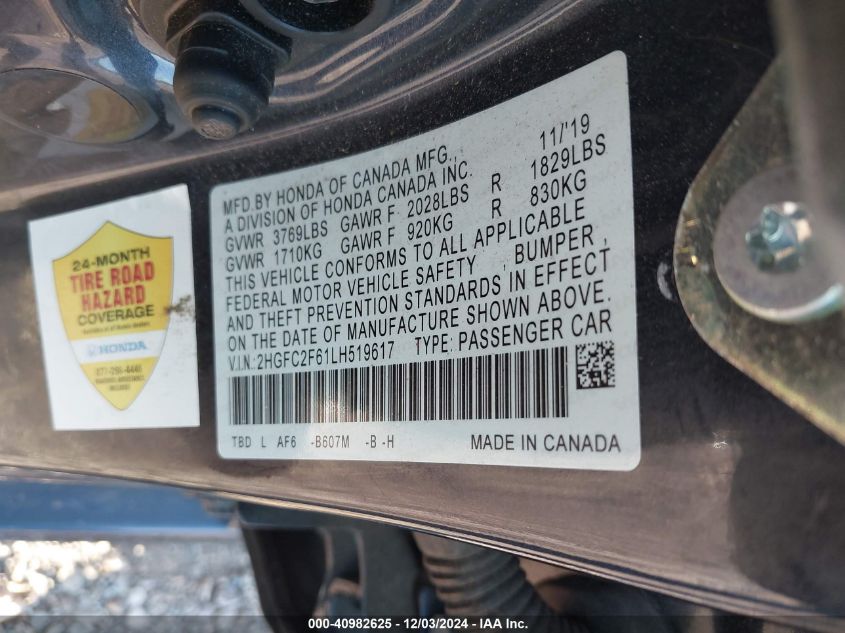 24-MONTH
TIRE ROAD
HAZARD
COVERAGE
HONDA
MFD.BY HONDA OF CANADA MFG., 11/'19
A DIVISION OF HONDA CANADA INC.
GVWR 3769LBS GAWR F 2028LBS R 1829LBS
GVWR 1710KG GAWR F 920KG R 830KG
THIS VEHICLE CONFORMS TO ALL APPLICABLE
FEDERAL MOTOR VEHICLE SAFETY , BUMPER ,
AND THEFT PREVENTION STANDARDS IN EFFECT
ON THE DATE OF MANUFACTURE SHOWN ABOVE.
V.I.N.:2HGFC2F61LH519617 TYPE: PASSENGER CAR
TBD L AF6 -B607M -B -H MADE IN CANADA
000-40982625 - 12/03/2024 - IAA Inc.